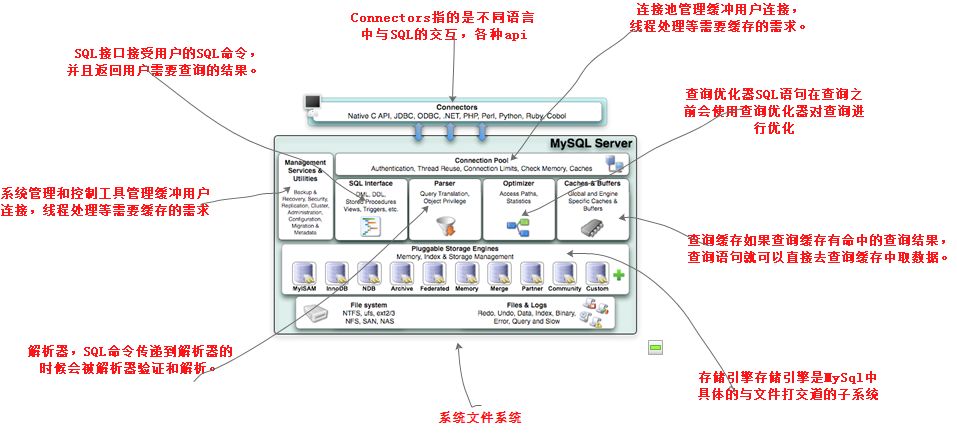 Connectors指的是不同语言
中与SQL的交互，各种api
连接池管理缓冲用户连接，
线程处理等需要缓存的需求。
SQL接口接受用户的SQL命令，
并且返回用户需要查询的结果。
查询优化器SQL语句在查询之
前会使用查询优化器对查询进
行优化
Connectors
Native C API, JDBC, ODBC, .NET, PHP, Perl, Python, Ruby, Cobol
MySQL Server
Management
Services &
Utilities
Backup &
Recovery, Security,
Replication, Cluster,
Administration,
Configuration,
Migration &
Metadata
Connection Pool
Authentication, Thread Reuse, Connection Limits, Check Memory, Caches
SQL Interface
DML, DDL,
Stored Procedures
Views, Triggers, etc.
Parser
Query Translation,
Object Privilege
Optimizer
Access Paths,
Statistics
Caches & Buffers
Global and Engine
Specific Caches &
Buffers
系统管理和控制工具管理缓冲用户
连接，线程处理等需要缓存的需求
查询缓存如果查询缓存有命中的查询结果，
查询语句就可以直接去查询缓存中取数据。
Pluggable Storage Engines
Memory, Index & Storage Management
MyISAM
InnoDB
NDB
Archive
Federated
Memory
Merge
Partner
Community
Custom
File system
NTFS, ufs, ext2/3
NFS, SAN, NAS
Files & Logs
Redo, Undo, Data, Index, Binary,
Error, Query and Slow
解析器，SQL命令传递到解析器的
时候会被解析器验证和解析。
存储引擎存储引擎是MySql中
具体的与文件打交道的子系统
系统文件系统